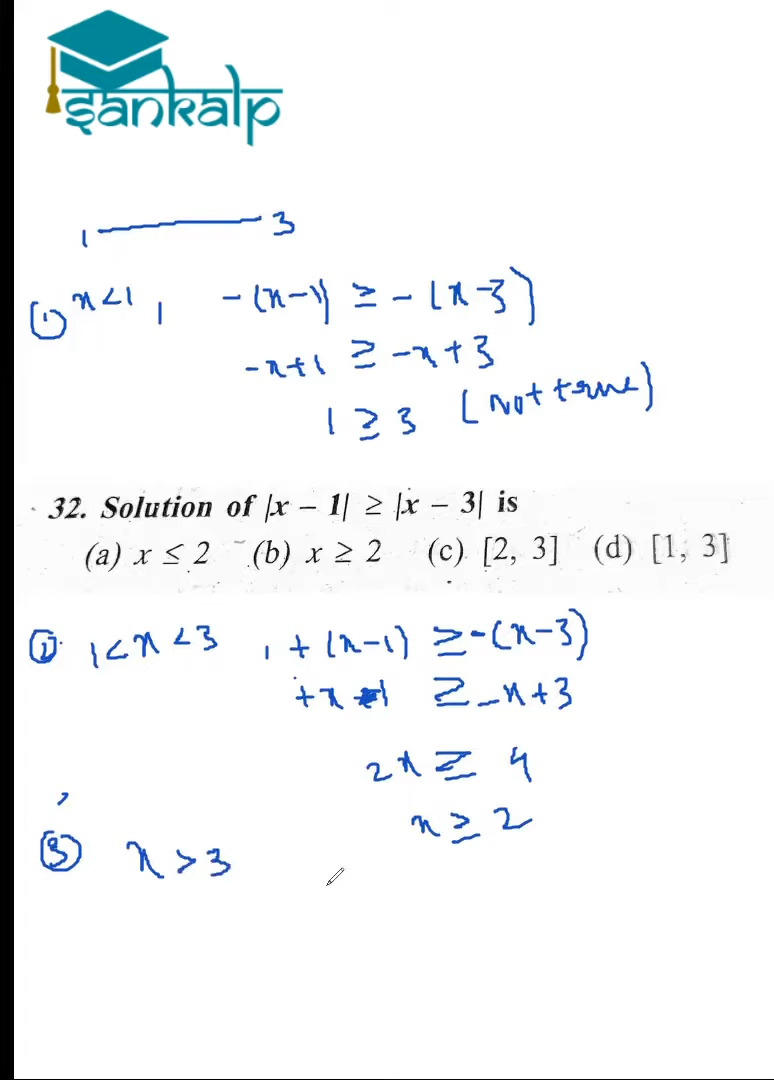 sankalp
1 3
① x<1, -(x-1) ≥ -(x-3)
-x+1 ≥ -x+3
1 ≥ 3 (Not true)
32. Solution of |x – 1| ≥ |x – 3| is
(a) x ≤ 2 (b) x ≥ 2 (c) [2, 3] (d) [1, 3]
② 1<x<3, +(x-1) ≥ -(x-3)
+x-1 ≥ -x+3
2x ≥ 4
x ≥ 2
③ x>3